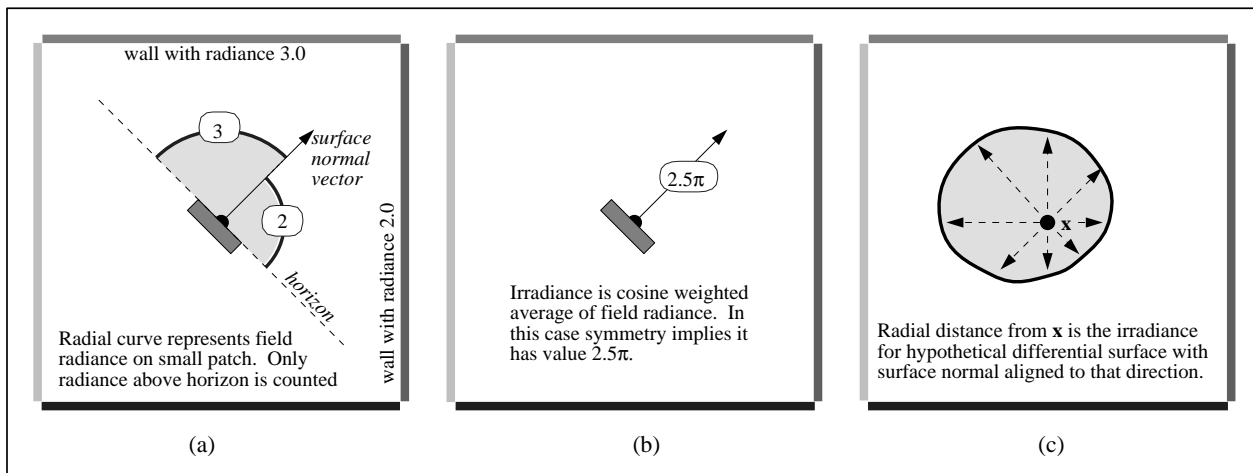 wall with radiance 3.0
3
surface
normal
vector
2
horizon
wall with radiance 2.0
Radial curve represents field
radiance on small patch. Only
radiance above horizon is counted
(a)
2.5π
Irradiance is cosine weighted
average of field radiance. In
this case symmetry implies it
has value 2.5π.
(b)
x
Radial distance from x is the irradiance
for hypothetical differential surface with
surface normal aligned to that direction.
(c)